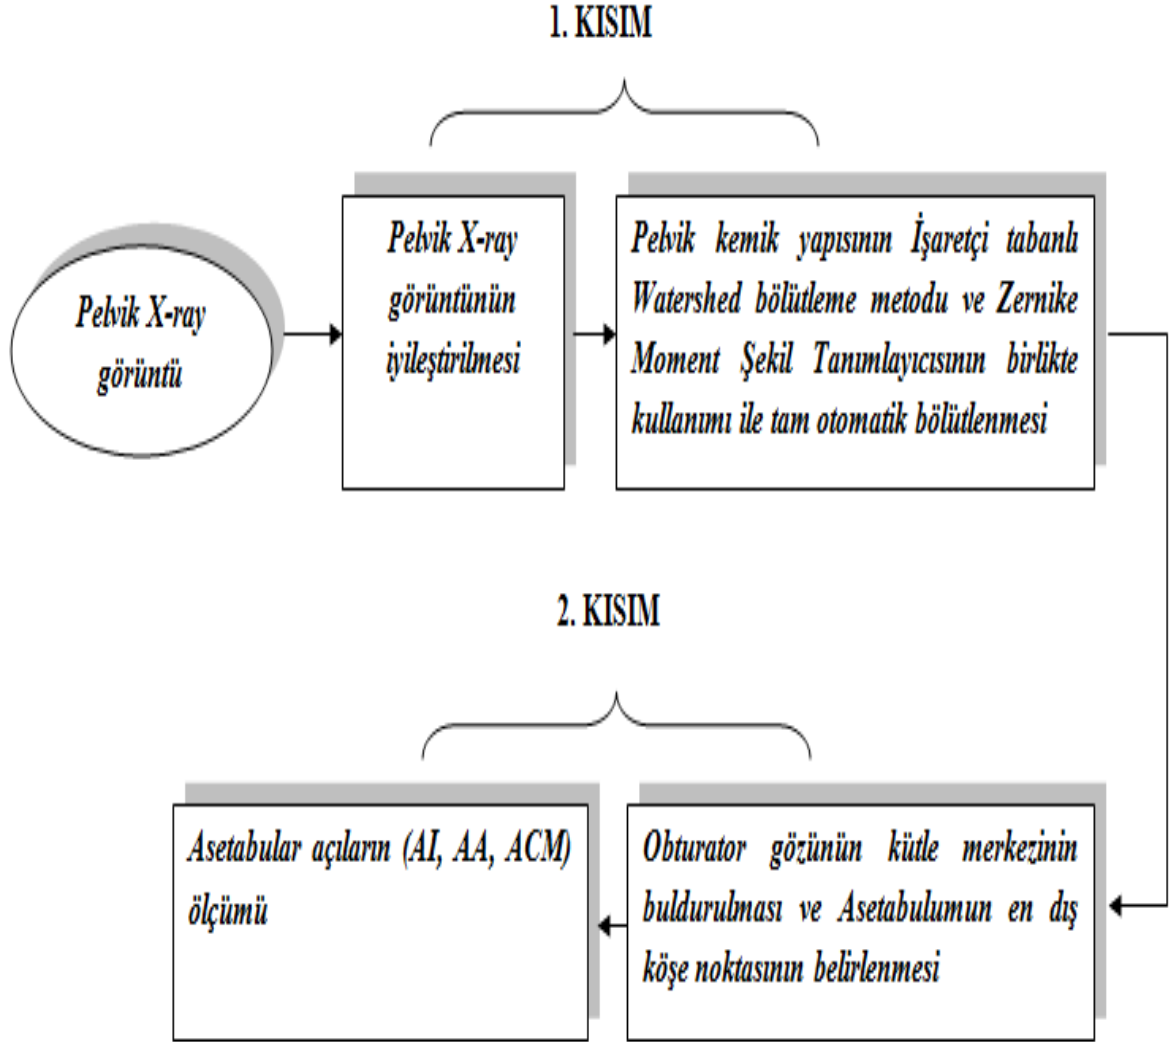 1. KISIM
Pelvik X-ray
görüntü
Pelvik X-ray
görüntünün
iyileştirilmesi
Pelvik kemik yapısının İşaretçi tabanlı
Watershed bölütleme metodu ve Zernike
Moment Şekil Tanımlayıcısının birlikte
kullanımı ile tam otomatik bölütlenmesi
2. KISIM
Obturator gözünün kütle merkezinin
buldurulması ve Asetabulumun en dış
köşe noktasının belirlenmesi
Asetabular açıların (AI, AA, ACM)
ölçümü